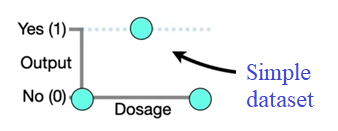 Yes (1)
Output
Simple
dataset
No (0)
Dosage